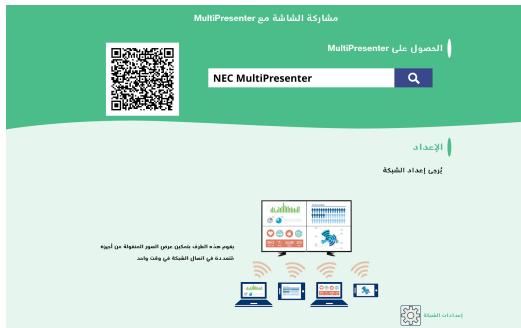 مشاركة الشاشة مع MultiPresenter
الحصول على MultiPresenter
NEC MultiPresenter
الإعداد
يُرجى إعداد الشبكة
يقوم هذه الطرف بتمكين عرض الصور المنقولة من أجهزة
متعددة في اتصال الشبكة في وقت واحد
إعدادات الشبكة